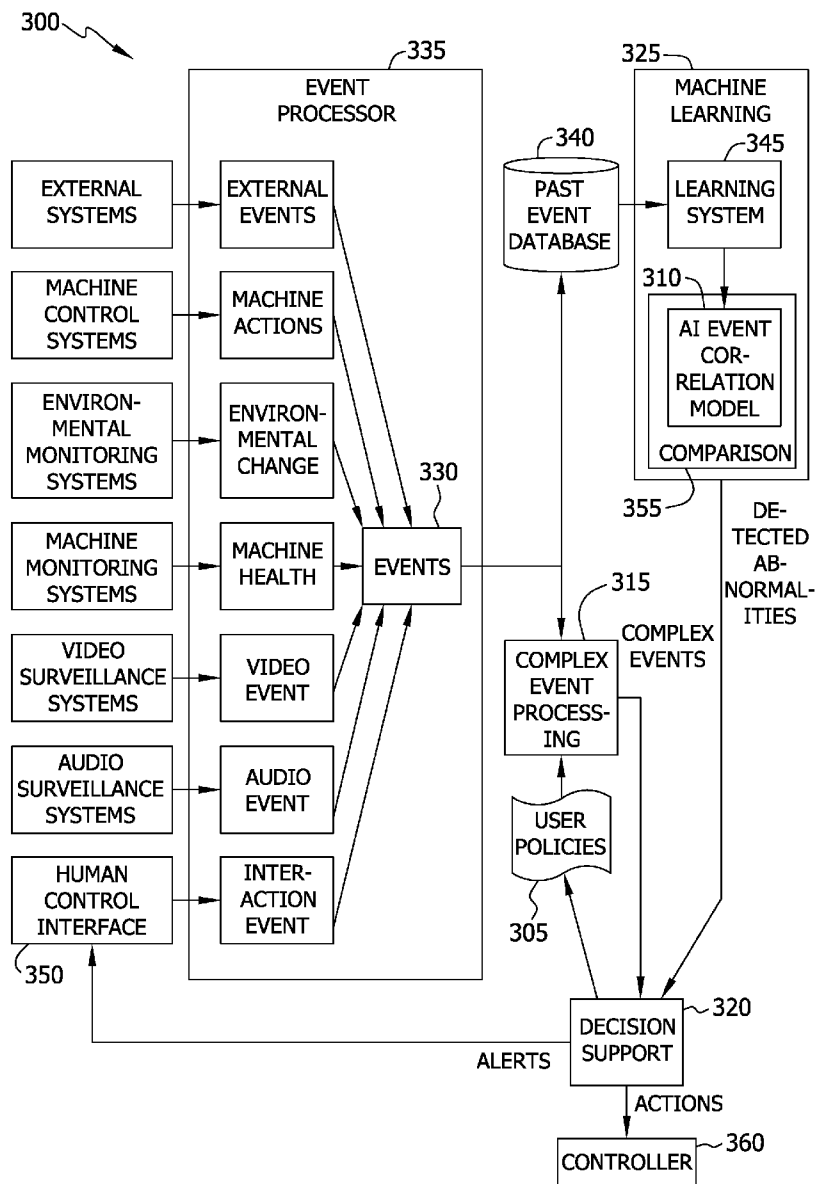 300
335
EVENT
PROCESSOR
325
MACHINE
LEARNING
340
PAST
EVENT
DATABASE
345
LEARNING
SYSTEM
310
AI EVENT
COR-
RELATION
MODEL
COMPARISON
355
EXTERNAL
SYSTEMS
EXTERNAL
EVENTS
MACHINE
CONTROL
SYSTEMS
MACHINE
ACTIONS
ENVIRON-
MENTAL
MONITORING
SYSTEMS
ENVIRON-
MENTAL
CHANGE
MACHINE
MONITORING
SYSTEMS
MACHINE
HEALTH
330
EVENTS
VIDEO
SURVEILLANCE
SYSTEMS
VIDEO
EVENT
AUDIO
SURVEILLANCE
SYSTEMS
AUDIO
EVENT
HUMAN
CONTROL
INTERFACE
350
INTER-
ACTION
EVENT
315
COMPLEX
EVENT
PROCESS-
ING
COMPLEX
EVENTS
DE-
TECTED
AB-
NORMAL-
ITIES
USER
POLICIES
305
320
DECISION
SUPPORT
ALERTS
ACTIONS
360
CONTROLLER